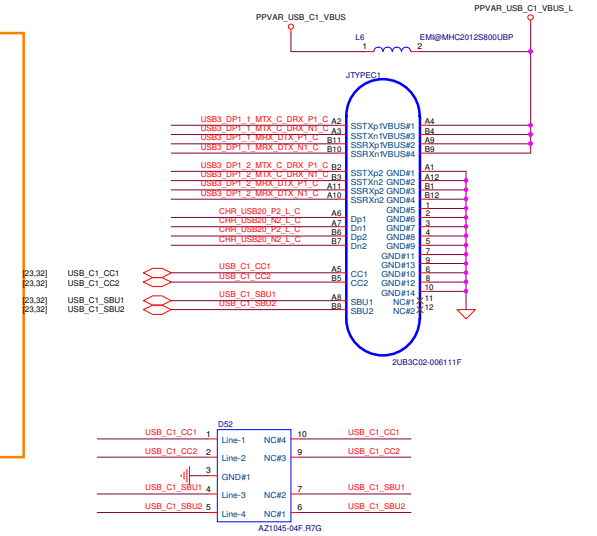 PPVAR_USB_C1_VBUS
PPVAR_USB_C1_VBUS_L
L6
EMI@MHC2012S800UBP
1
2
JTYPEC1
USB3_DP1_1_MTX_C_DRX_P1_C A2 SSTXp1 VBUS#1 A4
USB3_DP1_1_MTX_C_DRX_N1_C A3 SSTXn1 VBUS#3 B4
USB3_DP1_1_MRX_DTX_P1_C B11 SSRXp1 VBUS#2 A9
USB3_DP1_1_MRX_DTX_N1_C B10 SSRXn1 VBUS#4 B9
USB3_DP1_2_MTX_C_DRX_P1_C B2 SSTXp2 GND#1 A1
USB3_DP1_2_MTX_C_DRX_N1_C B3 SSTXn2 GND#2 A12
USB3_DP1_2_MRX_DTX_P1_C A11 SSRXp2 GND#3 B1
USB3_DP1_2_MRX_DTX_N1_C A10 SSRXn2 GND#4 B12
GND#5 1
CHR_USB20_P2_L_C A6 Dp1 GND#6 2
CHR_USB20_N2_L_C A7 Dn1 GND#7 3
CHR_USB20_P2_L_C B6 Dp2 GND#8 4
CHR_USB20_N2_L_C B7 Dn2 GND#9 5
GND#11 7
GND#13 9
[23,32] USB_C1_CC1 USB_C1_CC1 A5 CC1 GND#10 6
[23,32] USB_C1_CC2 USB_C1_CC2 B5 CC2 GND#12 8
GND#14 10
[23,32] USB_C1_SBU1 USB_C1_SBU1 A8 SBU1 NC#1 11
[23,32] USB_C1_SBU2 USB_C1_SBU2 B8 SBU2 NC#2 12
2UB3C02-006111F
D52
USB_C1_CC1 1 Line-1 NC#4 10 USB_C1_CC1
USB_C1_CC2 2 Line-2 NC#3 9 USB_C1_CC2
3 GND#1
USB_C1_SBU1 4 Line-3 NC#2 7 USB_C1_SBU1
USB_C1_SBU2 5 Line-4 NC#1 6 USB_C1_SBU2
AZ1045-04F.R7G